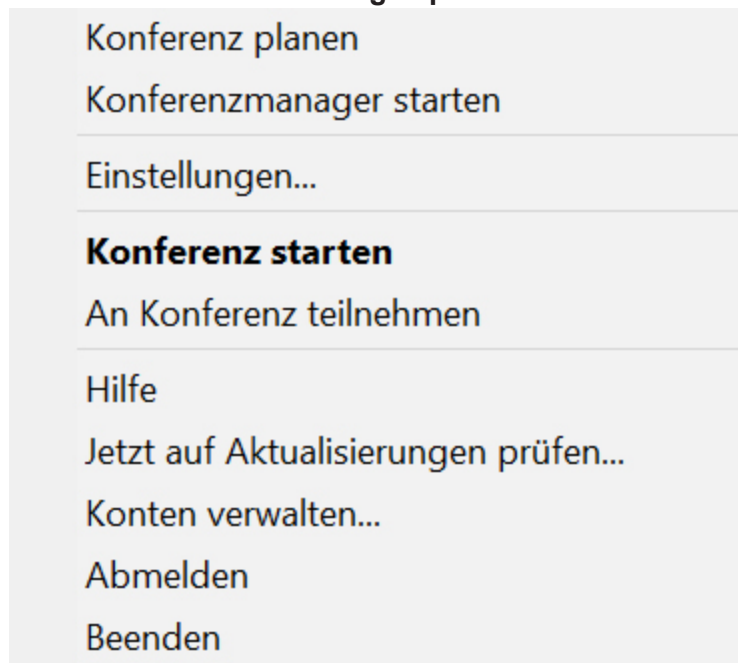 Konferenz planen
Konferenzmanager starten
Einstellungen...
Konferenz starten
An Konferenz teilnehmen
Hilfe
Jetzt auf Aktualisierungen prüfen...
Konten verwalten...
Abmelden
Beenden